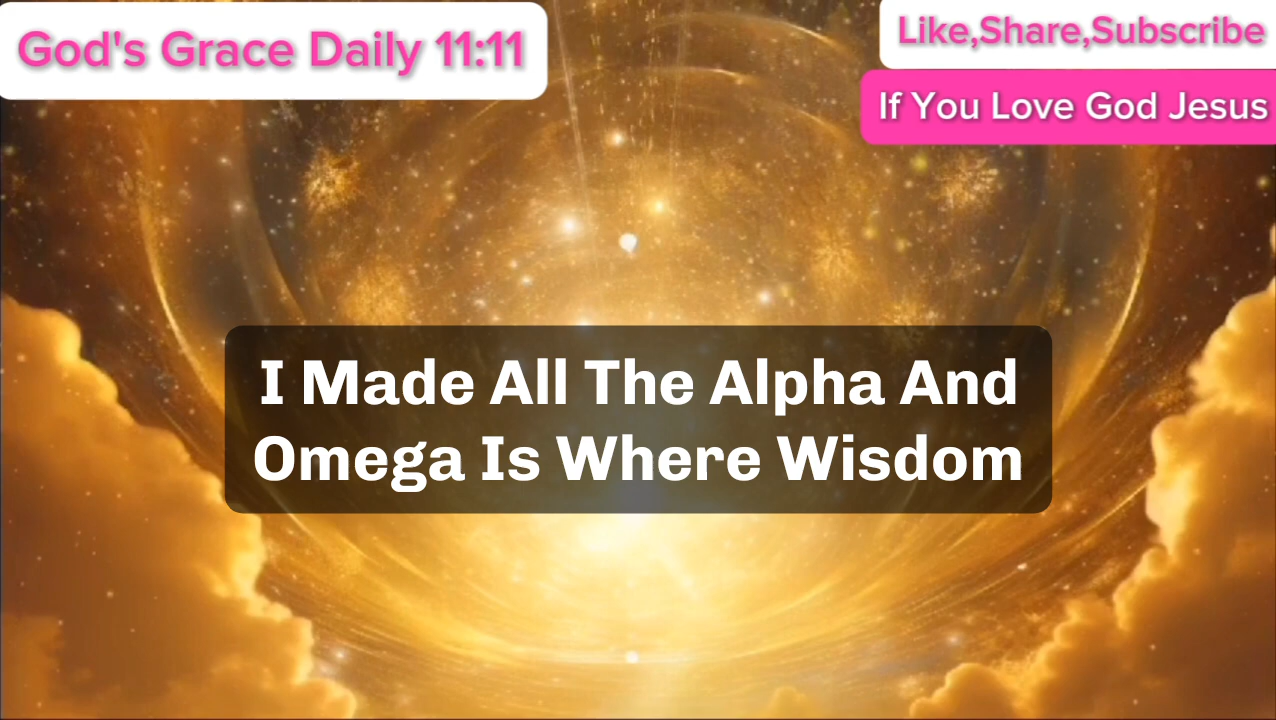 God's Grace Daily 11:11
Like,Share,Subscribe
If You Love God Jesus
I Made All The Alpha And
Omega Is Where Wisdom